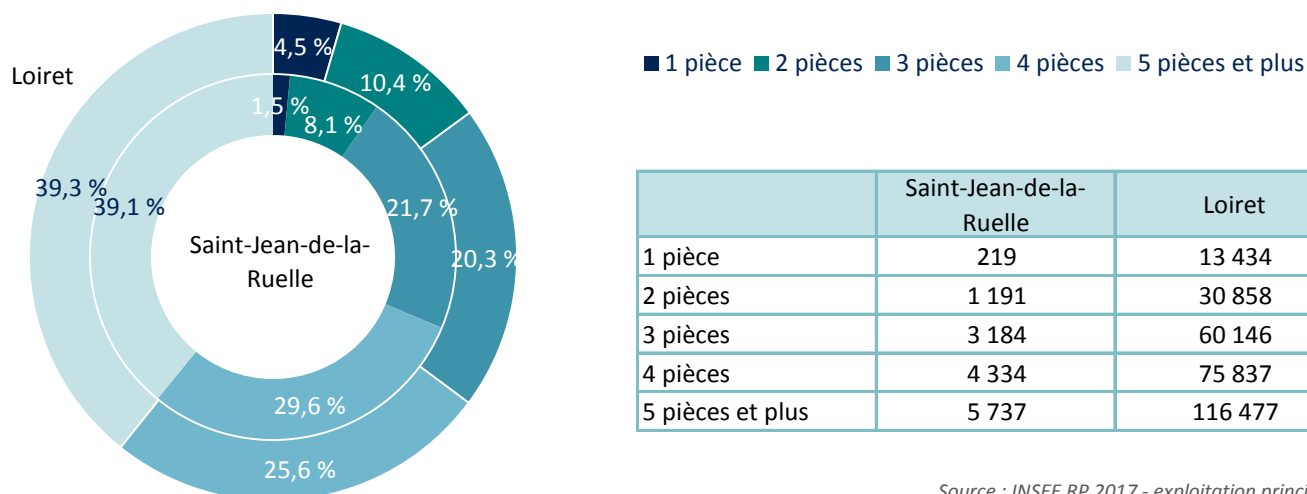 Loiret
4,5 %
10,4 %
1,5 %
8,1 %
39,3 %
39,1 %
21,7 %
20,3 %
Saint-Jean-de-la-
Ruelle
29,6 %
25,6 %
1 pièce 2 pièces 3 pièces 4 pièces 5 pièces et plus
Saint-Jean-de-la-
Ruelle Loiret
1 pièce 219 13 434
2 pièces 1 191 30 858
3 pièces 3 184 60 146
4 pièces 4 334 75 837
5 pièces et plus 5 737 116 477
Source : INSEE RP 2017 - exploitation princi